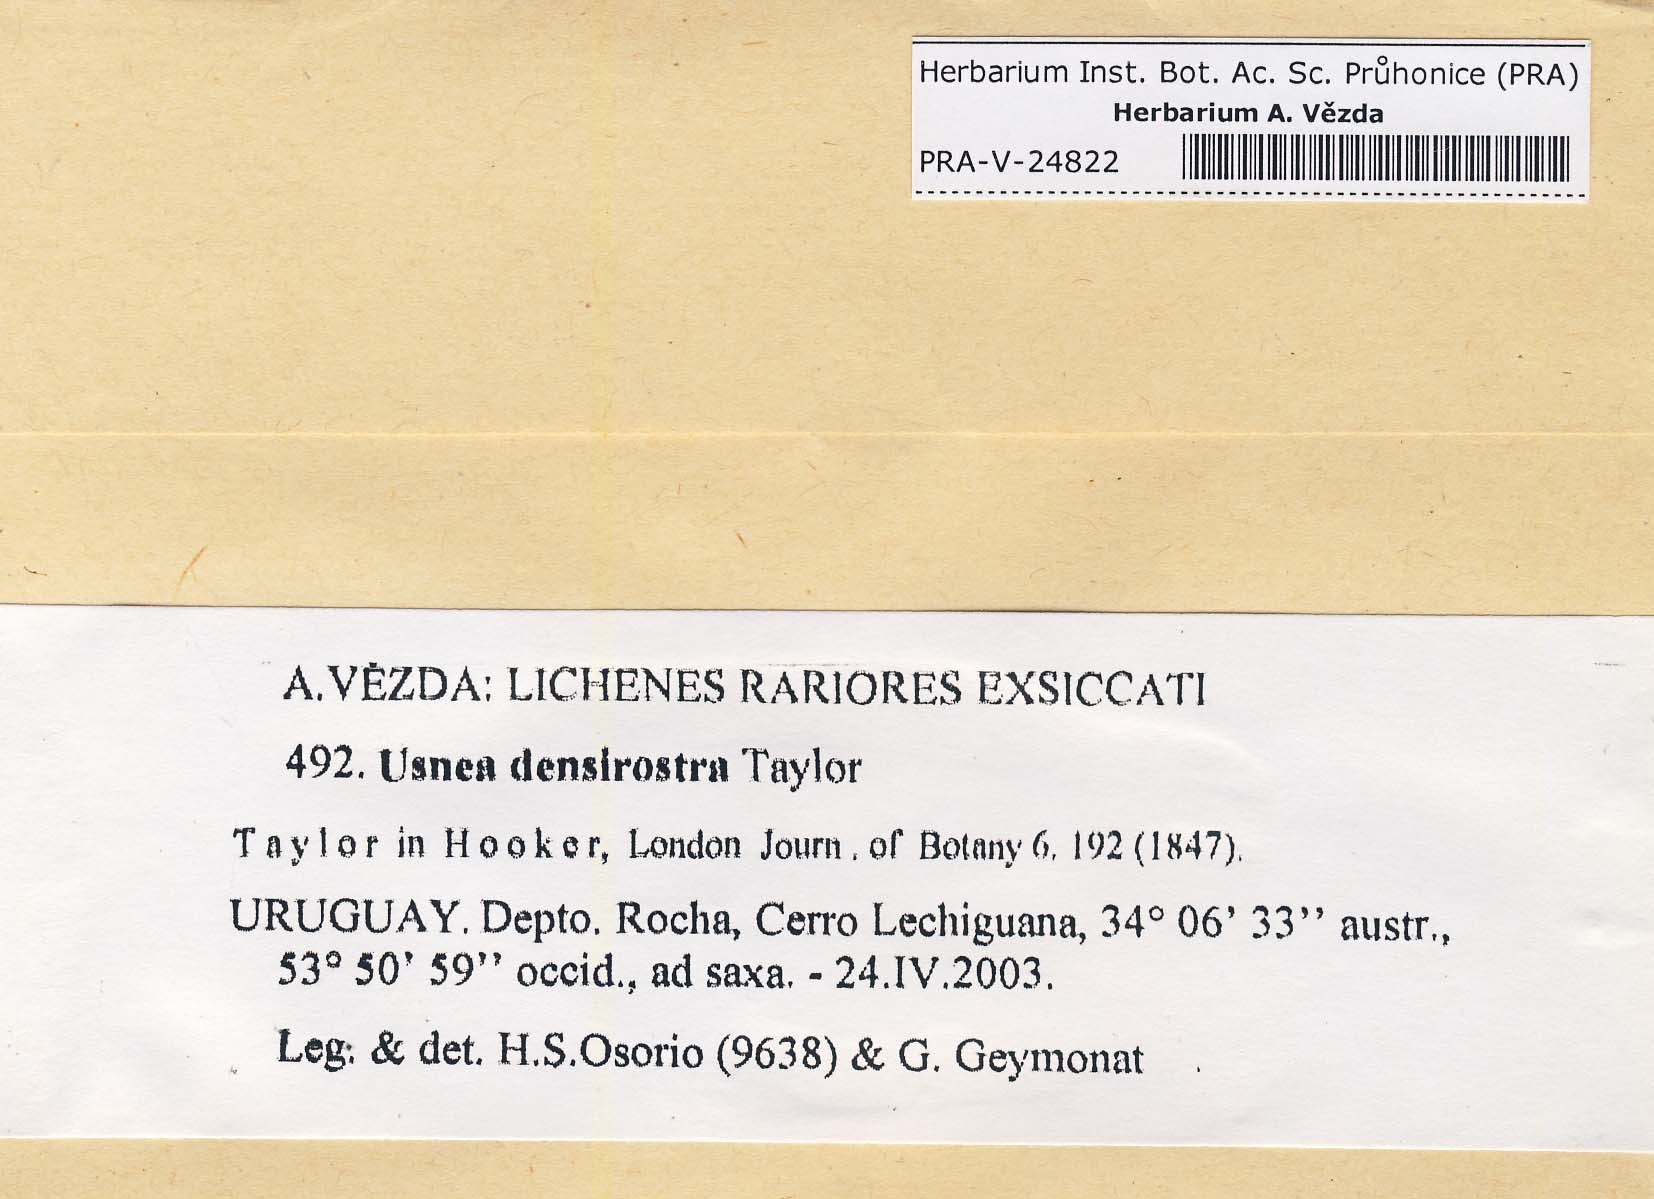 Herbarium Inst. Bot. Ac. Sc. Průhonice (PRA)
Herbarium A. Vězda
PRA-V-24822
A.VĚZDA: LICHENES RARIORES EXSICCATI
492. Usnea densirostra Taylor
Taylor in Hooker, London Journ. of Botany 6, 192 (1847).
URUGUAY. Depto. Rocha, Cerro Lechiguana, 34° 06' 33'' austr.,
53° 50' 59'' occid., ad saxa. - 24.IV.2003.
Leg. & det. H.S.Osorio (9638) & G. Geymonat